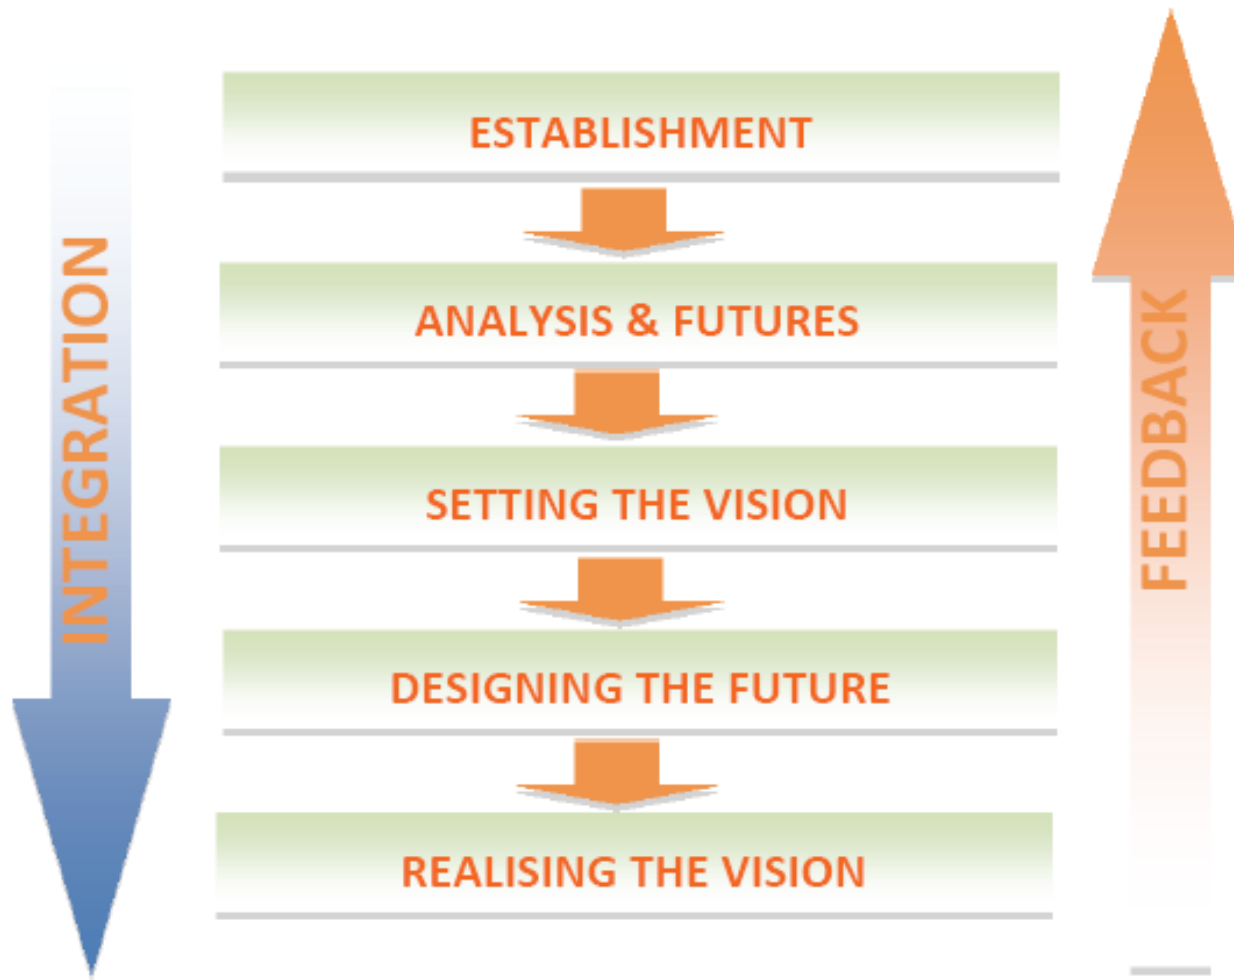 ESTABLISHMENT
ANALYSIS & FUTURES
SETTING THE VISION
DESIGNING THE FUTURE
REALISING THE VISION
INTEGRATION
FEEDBACK